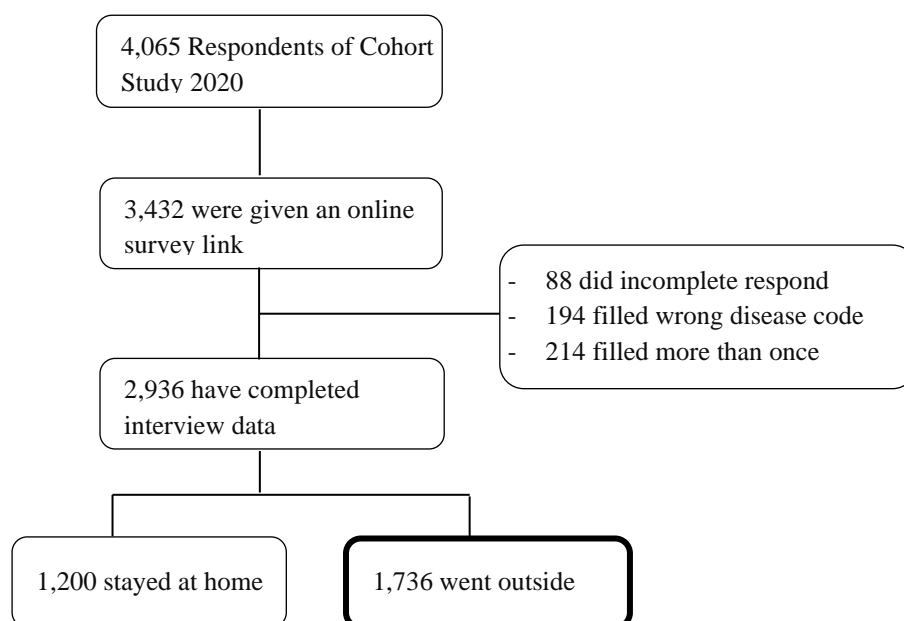 4,065 Respondents of Cohort
Study 2020
3,432 were given an online
survey link
- 88 did incomplete respond
- 194 filled wrong disease code
- 214 filled more than once
2,936 have completed
interview data
1,200 stayed at home
1,736 went outside